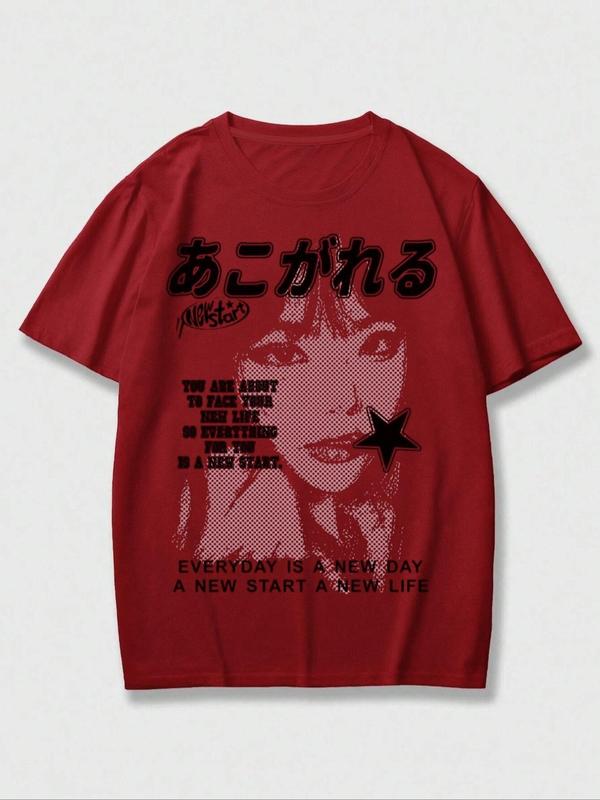 あこがれる
New start
YOU ARE ABOUT
TO FACE YOUR
NEW LIFE
SO EVERYTHING
FOR YOU
IS A NEW START.
EVERYDAY IS A NEW DAY
A NEW START A NEW LIFE